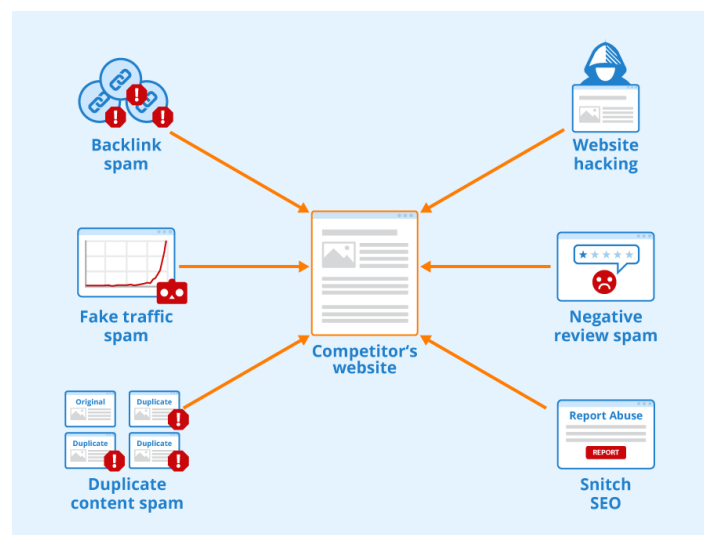 Backlink
spam
Website
hacking
Fake traffic
spam
Competitor's
website
Negative
review spam
Original
Duplicate
Duplicate
Duplicate
Duplicate
content spam
Report Abuse
REPORT
Snitch
SEO